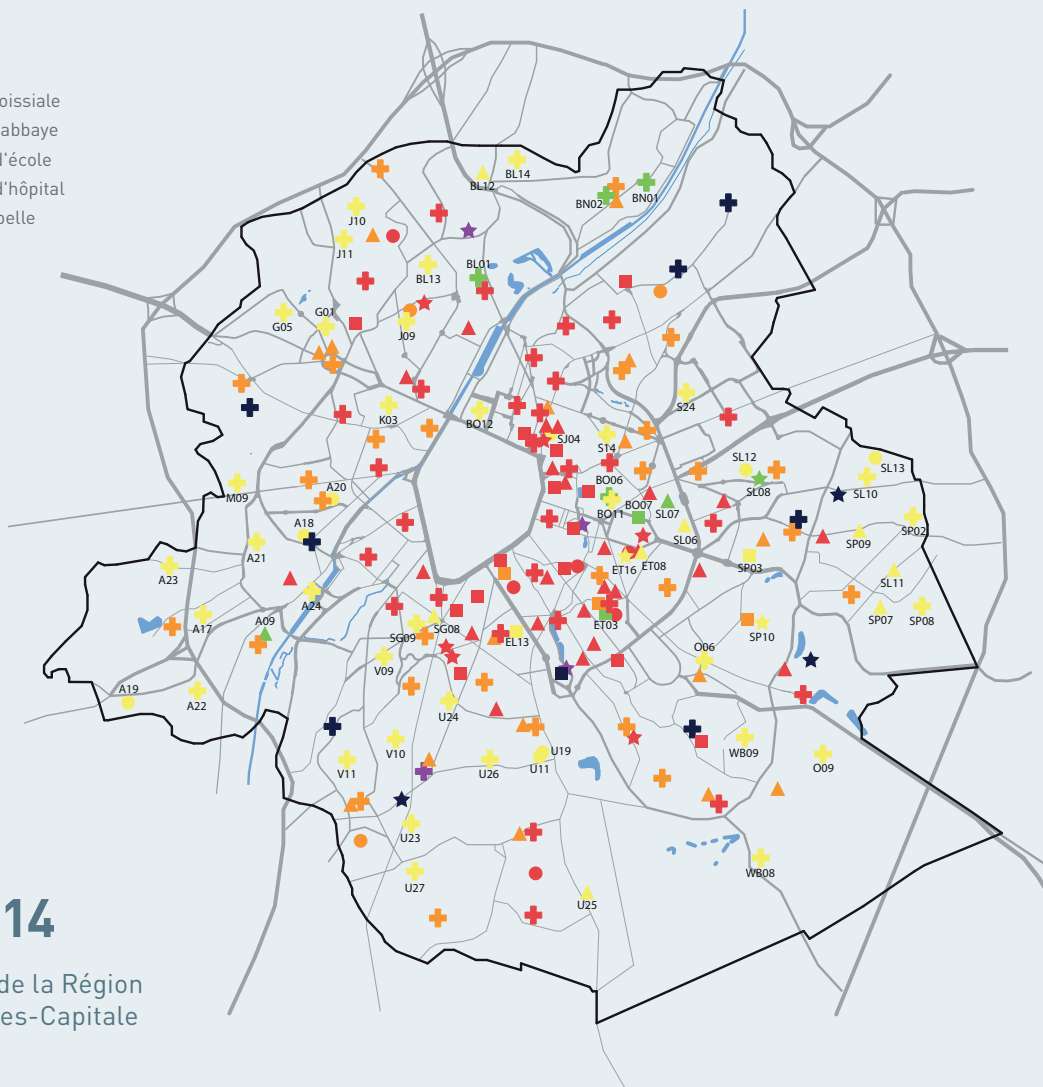 oissiale
abbaye
d'école
d'hôpital
pelle
BL14
BL12
BN02
BN01
J10
J11
BL13
BL01
G05
G01
J09
S24
K03
BO12
SJ04
S14
SL12
SL13
SL08
SL10
M09
A20
BO06
BO11
BO07
SL07
A18
SL06
SP02
SP09
A21
ET16
ET08
SP03
A23
SL11
A24
A17
A09
SG09
SG08
EL13
ET03
SP10
SP07
SP08
V09
O06
A19
A22
U24
V10
U19
U11
WB09
V11
U26
O09
U23
WB08
U27
U25
14
de la Région
es-Capitale